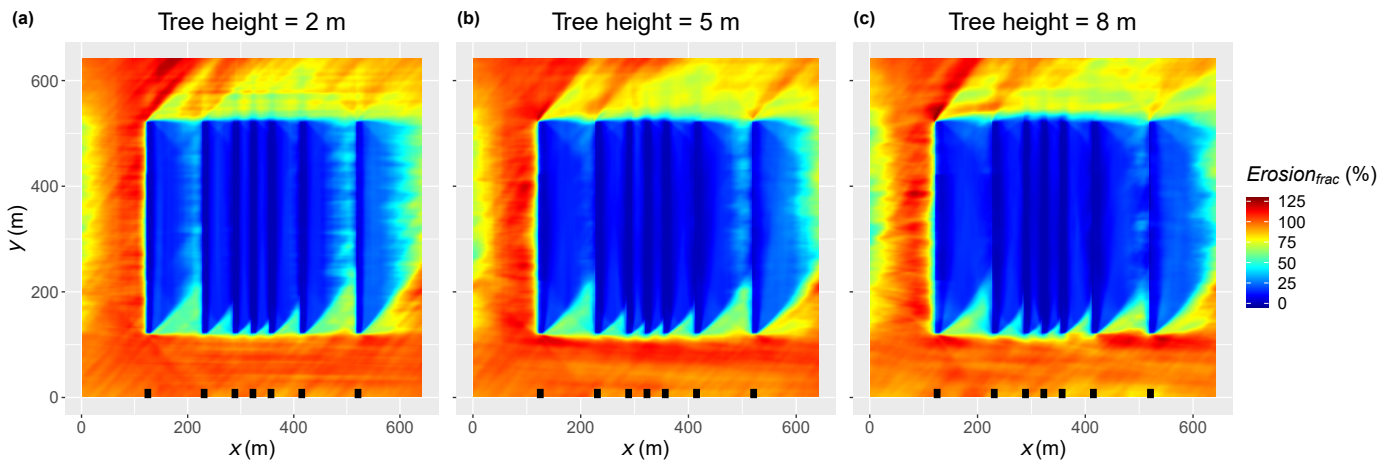 (a) Tree height = 2 m
(b) Tree height = 5 m
(c) Tree height = 8 m
600
400
200
0
y (m)
0 200 400 600
0 200 400 600
0 200 400 600
x (m)
x (m)
x (m)
Erosion_frac (%)
125
100
75
50
25
0